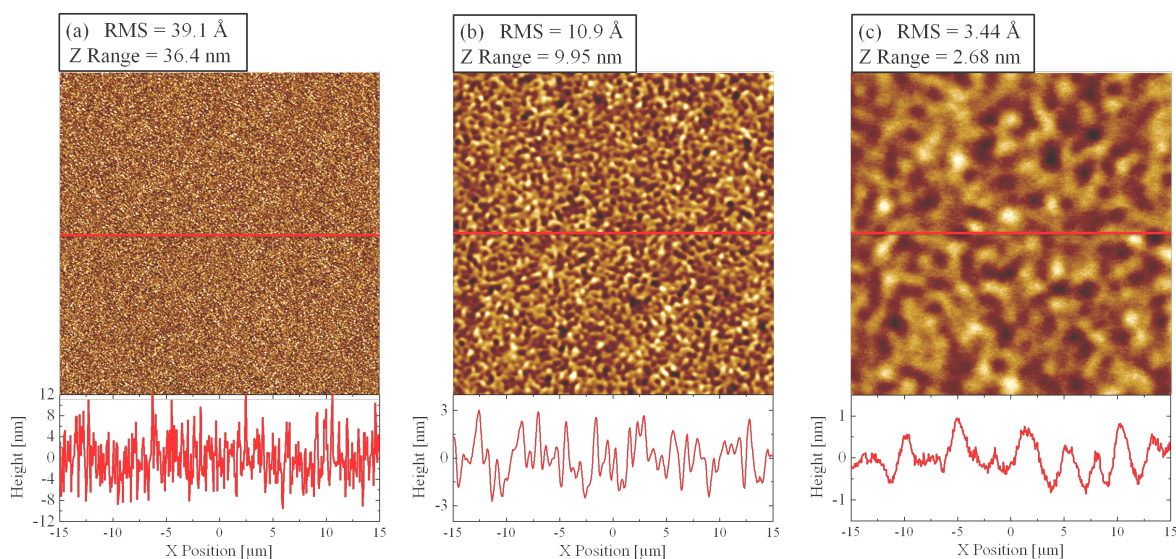 (a) RMS = 39.1 Å
Z Range = 36.4 nm
(b) RMS = 10.9 Å
Z Range = 9.95 nm
(c) RMS = 3.44 Å
Z Range = 2.68 nm
Height [nm]
12
8
4
0
-4
-8
-12
-15 -10 -5 0 5 10 15
X Position [µm]
Height [nm]
3
0
-3
-15 -10 -5 0 5 10 15
X Position [µm]
Height [nm]
1
0
-1
-15 -10 -5 0 5 10 15
X Position [µm]